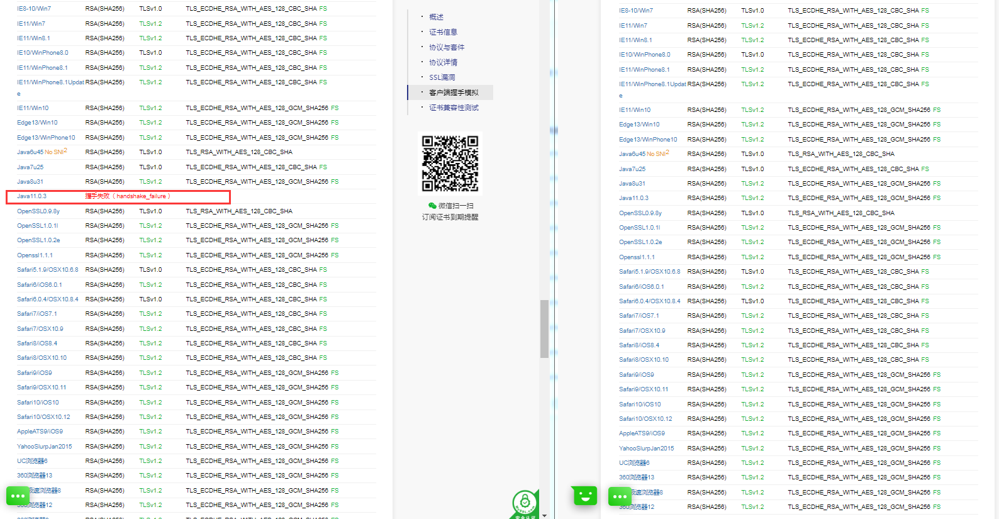 IE8-10/Win7 RSA(SHA256) TLSv1.0 TLS_ECDHE_RSA_WITH_AES_128_CBC_SHA FS
IE11/Win7 RSA(SHA256) TLSv1.2 TLS_ECDHE_RSA_WITH_AES_128_CBC_SHA FS
IE11/Win8.1 RSA(SHA256) TLSv1.2 TLS_ECDHE_RSA_WITH_AES_128_CBC_SHA FS
IE10/WinPhone8.0 RSA(SHA256) TLSv1.0 TLS_ECDHE_RSA_WITH_AES_128_CBC_SHA FS
IE11/WinPhone8.1 RSA(SHA256) TLSv1.2 TLS_ECDHE_RSA_WITH_AES_128_CBC_SHA FS
IE11/WinPhone8.1Updat RSA(SHA256) TLSv1.2 TLS_ECDHE_RSA_WITH_AES_128_CBC_SHA FS
e
IE11/Win10 RSA(SHA256) TLSv1.2 TLS_ECDHE_RSA_WITH_AES_128_GCM_SHA256 FS
Edge13/Win10 RSA(SHA256) TLSv1.2 TLS_ECDHE_RSA_WITH_AES_128_GCM_SHA256 FS
Edge13/WinPhone10 RSA(SHA256) TLSv1.2 TLS_ECDHE_RSA_WITH_AES_128_GCM_SHA256 FS
Java6u45 No SNI2 RSA(SHA256) TLSv1.0 TLS_RSA_WITH_AES_128_CBC_SHA
Java7u25 RSA(SHA256) TLSv1.0 TLS_ECDHE_RSA_WITH_AES_128_CBC_SHA FS
Java8u31 RSA(SHA256) TLSv1.2 TLS_ECDHE_RSA_WITH_AES_128_GCM_SHA256 FS
Java11.0.3 握手失败（handshake_failure）
OpenSSL0.9.8y RSA(SHA256) TLSv1.0 TLS_RSA_WITH_AES_128_CBC_SHA
OpenSSL1.0.1l RSA(SHA256) TLSv1.2 TLS_ECDHE_RSA_WITH_AES_128_GCM_SHA256 FS
OpenSSL1.0.2e RSA(SHA256) TLSv1.2 TLS_ECDHE_RSA_WITH_AES_128_GCM_SHA256 FS
Openssl1.1.1 RSA(SHA256) TLSv1.2 TLS_ECDHE_RSA_WITH_AES_128_GCM_SHA256 FS
Safari5.1.9/OSX10.6.8 RSA(SHA256) TLSv1.0 TLS_ECDHE_RSA_WITH_AES_128_CBC_SHA FS
Safari6/iOS6.0.1 RSA(SHA256) TLSv1.2 TLS_ECDHE_RSA_WITH_AES_128_CBC_SHA FS
Safari6.0.4/OSX10.8.4 RSA(SHA256) TLSv1.0 TLS_ECDHE_RSA_WITH_AES_128_CBC_SHA FS
Safari7/iOS7.1 RSA(SHA256) TLSv1.2 TLS_ECDHE_RSA_WITH_AES_128_CBC_SHA FS
Safari7/OSX10.9 RSA(SHA256) TLSv1.2 TLS_ECDHE_RSA_WITH_AES_128_CBC_SHA FS
Safari8/iOS8.4 RSA(SHA256) TLSv1.2 TLS_ECDHE_RSA_WITH_AES_128_CBC_SHA FS
Safari8/OSX10.10 RSA(SHA256) TLSv1.2 TLS_ECDHE_RSA_WITH_AES_128_CBC_SHA FS
Safari9/iOS9 RSA(SHA256) TLSv1.2 TLS_ECDHE_RSA_WITH_AES_128_GCM_SHA256 FS
Safari9/OSX10.11 RSA(SHA256) TLSv1.2 TLS_ECDHE_RSA_WITH_AES_128_GCM_SHA256 FS
Safari10/iOS10 RSA(SHA256) TLSv1.2 TLS_ECDHE_RSA_WITH_AES_128_GCM_SHA256 FS
Safari10/OSX10.12 RSA(SHA256) TLSv1.2 TLS_ECDHE_RSA_WITH_AES_128_GCM_SHA256 FS
AppleATS9/iOS9 RSA(SHA256) TLSv1.2 TLS_ECDHE_RSA_WITH_AES_128_GCM_SHA256 FS
YahooSlurpJan2015 RSA(SHA256) TLSv1.2 TLS_ECDHE_RSA_WITH_AES_128_GCM_SHA256 FS
UC浏览器6 RSA(SHA256) TLSv1.2 TLS_ECDHE_RSA_WITH_AES_128_GCM_SHA256 FS
360浏览器13 RSA(SHA256) TLSv1.2 TLS_ECDHE_RSA_WITH_AES_128_GCM_SHA256 FS
极速浏览器8 RSA(SHA256) TLSv1.2 TLS_ECDHE_RSA_WITH_AES_128_GCM_SHA256 FS
360浏览器12 RSA(SHA256) TLSv1.2 TLS_ECDHE_RSA_WITH_AES_128_GCM_SHA256 FS
· 概述
· 证书信息
· 协议与套件
· 协议详情
· SSL漏洞
· 客户端握手模拟
· 证书兼容性测试
微信扫一扫
订阅证书到期提醒
IE8-10/Win7 RSA(SHA256) TLSv1.0 TLS_ECDHE_RSA_WITH_AES_128_CBC_SHA FS
IE11/Win7 RSA(SHA256) TLSv1.2 TLS_ECDHE_RSA_WITH_AES_128_CBC_SHA FS
IE11/Win8.1 RSA(SHA256) TLSv1.2 TLS_ECDHE_RSA_WITH_AES_128_CBC_SHA FS
IE10/WinPhone8.0 RSA(SHA256) TLSv1.0 TLS_ECDHE_RSA_WITH_AES_128_CBC_SHA FS
IE11/WinPhone8.1 RSA(SHA256) TLSv1.2 TLS_ECDHE_RSA_WITH_AES_128_CBC_SHA FS
IE11/WinPhone8.1Updat RSA(SHA256) TLSv1.2 TLS_ECDHE_RSA_WITH_AES_128_CBC_SHA FS
e
IE11/Win10 RSA(SHA256) TLSv1.2 TLS_ECDHE_RSA_WITH_AES_128_GCM_SHA256 FS
Edge13/Win10 RSA(SHA256) TLSv1.2 TLS_ECDHE_RSA_WITH_AES_128_GCM_SHA256 FS
Edge13/WinPhone10 RSA(SHA256) TLSv1.2 TLS_ECDHE_RSA_WITH_AES_128_GCM_SHA256 FS
Java6u45 No SNI2 RSA(SHA256) TLSv1.0 TLS_RSA_WITH_AES_128_CBC_SHA
Java7u25 RSA(SHA256) TLSv1.0 TLS_ECDHE_RSA_WITH_AES_128_CBC_SHA FS
Java8u31 RSA(SHA256) TLSv1.2 TLS_ECDHE_RSA_WITH_AES_128_GCM_SHA256 FS
Java11.0.3 RSA(SHA256) TLSv1.2 TLS_ECDHE_RSA_WITH_AES_128_GCM_SHA256 FS
OpenSSL0.9.8y RSA(SHA256) TLSv1.0 TLS_RSA_WITH_AES_128_CBC_SHA
OpenSSL1.0.1l RSA(SHA256) TLSv1.2 TLS_ECDHE_RSA_WITH_AES_128_GCM_SHA256 FS
OpenSSL1.0.2e RSA(SHA256) TLSv1.2 TLS_ECDHE_RSA_WITH_AES_128_GCM_SHA256 FS
Openssl1.1.1 RSA(SHA256) TLSv1.2 TLS_ECDHE_RSA_WITH_AES_128_GCM_SHA256 FS
Safari5.1.9/OSX10.6.8 RSA(SHA256) TLSv1.0 TLS_ECDHE_RSA_WITH_AES_128_CBC_SHA FS
Safari6/iOS6.0.1 RSA(SHA256) TLSv1.2 TLS_ECDHE_RSA_WITH_AES_128_CBC_SHA FS
Safari6.0.4/OSX10.8.4 RSA(SHA256) TLSv1.0 TLS_ECDHE_RSA_WITH_AES_128_CBC_SHA FS
Safari7/iOS7.1 RSA(SHA256) TLSv1.2 TLS_ECDHE_RSA_WITH_AES_128_CBC_SHA FS
Safari7/OSX10.9 RSA(SHA256) TLSv1.2 TLS_ECDHE_RSA_WITH_AES_128_CBC_SHA FS
Safari8/iOS8.4 RSA(SHA256) TLSv1.2 TLS_ECDHE_RSA_WITH_AES_128_CBC_SHA FS
Safari8/OSX10.10 RSA(SHA256) TLSv1.2 TLS_ECDHE_RSA_WITH_AES_128_CBC_SHA FS
Safari9/iOS9 RSA(SHA256) TLSv1.2 TLS_ECDHE_RSA_WITH_AES_128_GCM_SHA256 FS
Safari9/OSX10.11 RSA(SHA256) TLSv1.2 TLS_ECDHE_RSA_WITH_AES_128_GCM_SHA256 FS
Safari10/iOS10 RSA(SHA256) TLSv1.2 TLS_ECDHE_RSA_WITH_AES_128_GCM_SHA256 FS
Safari10/OSX10.12 RSA(SHA256) TLSv1.2 TLS_ECDHE_RSA_WITH_AES_128_GCM_SHA256 FS
AppleATS9/iOS9 RSA(SHA256) TLSv1.2 TLS_ECDHE_RSA_WITH_AES_128_GCM_SHA256 FS
YahooSlurpJan2015 RSA(SHA256) TLSv1.2 TLS_ECDHE_RSA_WITH_AES_128_GCM_SHA256 FS
UC浏览器6 RSA(SHA256) TLSv1.2 TLS_ECDHE_RSA_WITH_AES_128_GCM_SHA256 FS
360浏览器13 RSA(SHA256) TLSv1.2 TLS_ECDHE_RSA_WITH_AES_128_GCM_SHA256 FS
极速浏览器8 RSA(SHA256) TLSv1.2 TLS_ECDHE_RSA_WITH_AES_128_GCM_SHA256 FS
360浏览器12 RSA(SHA256) TLSv1.2 TLS_ECDHE_RSA_WITH_AES_128_GCM_SHA256 FS